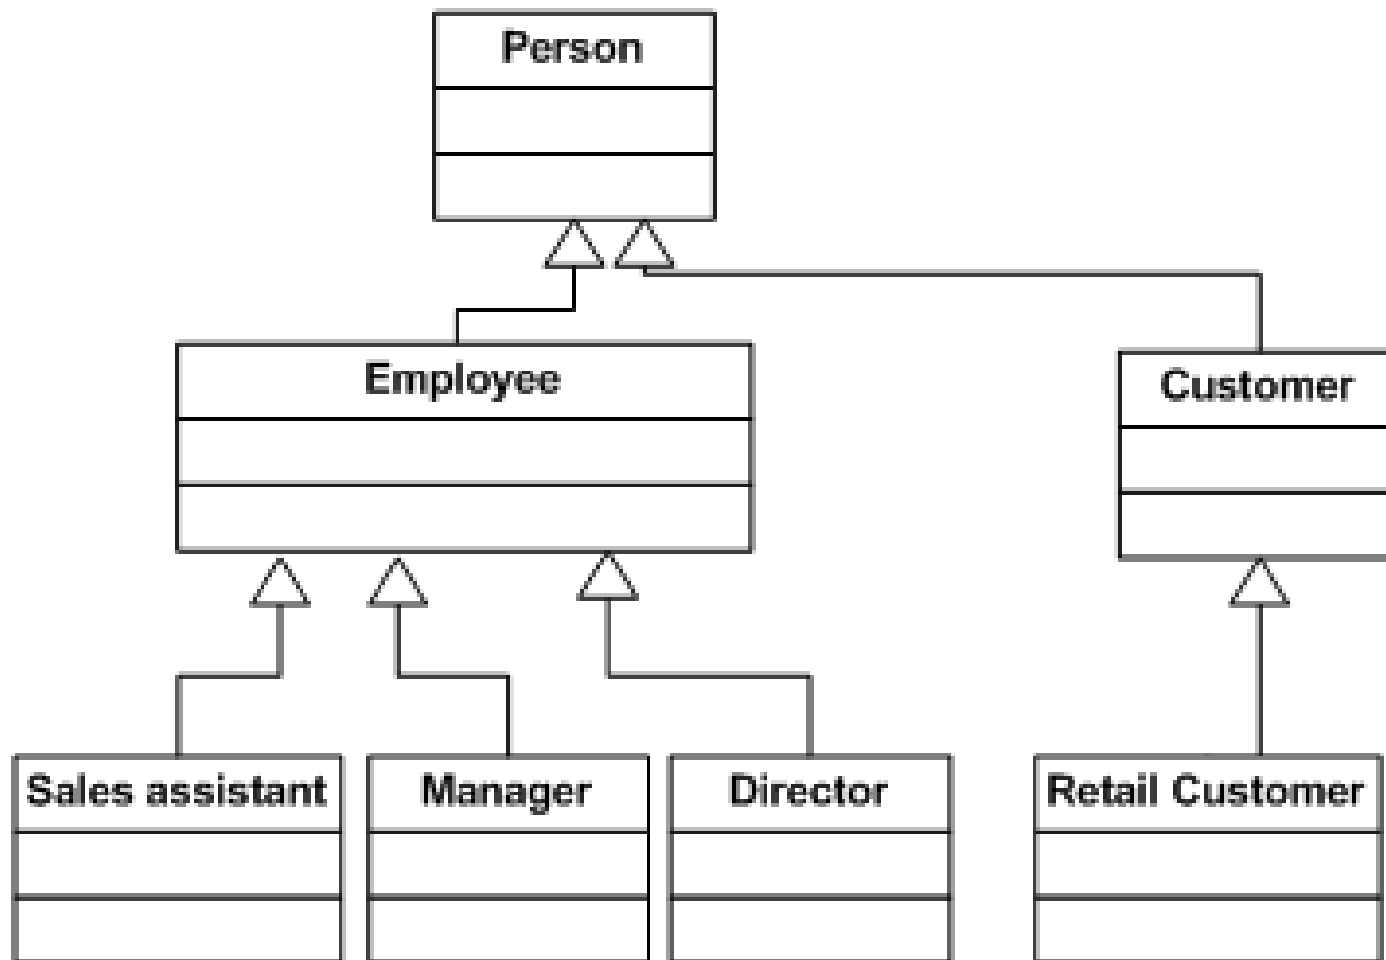 Person
Employee
Customer
Sales assistant
Manager
Director
Retail Customer